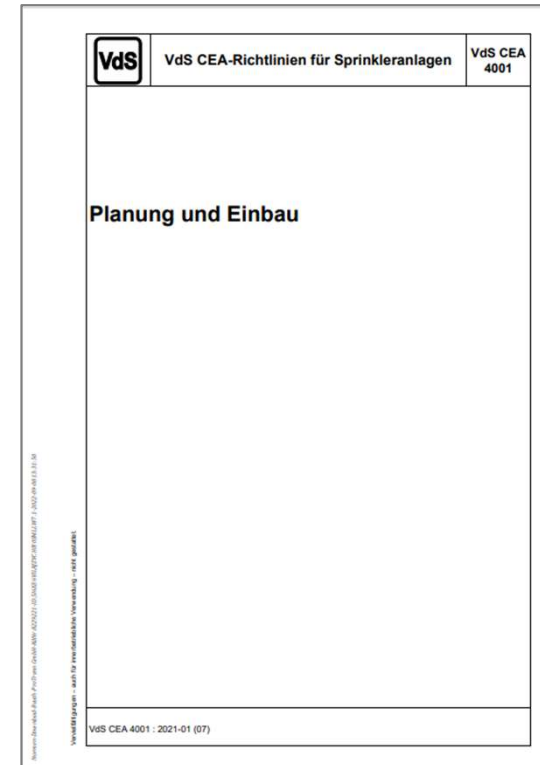 VdS
VdS CEA-Richtlinien für Sprinkleranlagen
VdS CEA
4001
Planung und Einbau
Vervielfältigungen – auch für innerbetriebliche Verwendung – nicht gestattet
VdS CEA 4001 : 2021-01 (07)